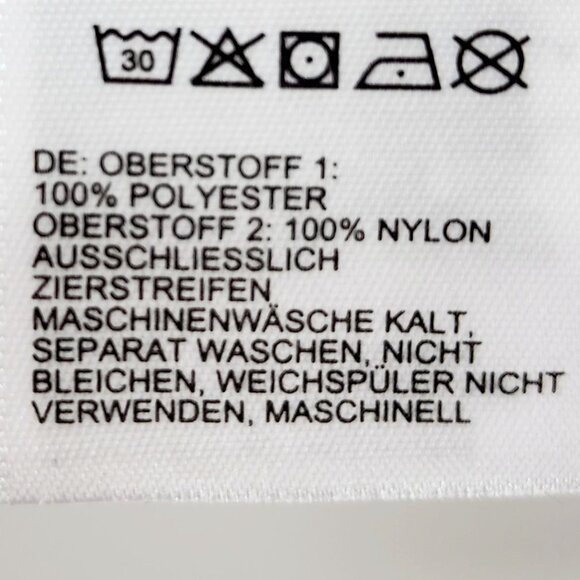 30
DE: OBERSTOFF 1:
100% POLYESTER
OBERSTOFF 2: 100% NYLON
AUSSCHLIESSLICH
ZIERSTREIFEN
MASCHINENWÄSCHE KALT,
SEPARAT WASCHEN, NICHT
BLEICHEN, WEICHSPÜLER NICHT
VERWENDEN, MASCHINELL